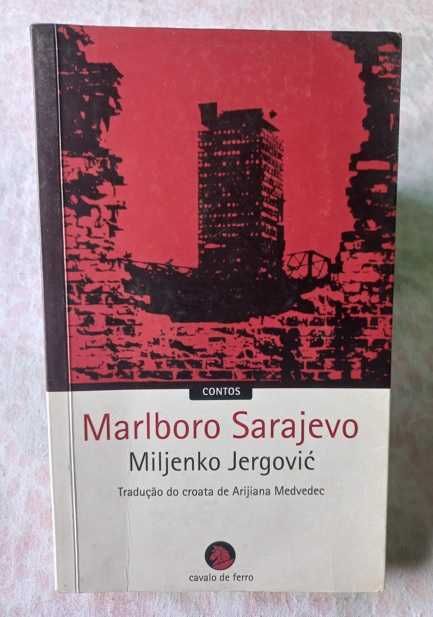 CONTOS
Marlboro Sarajevo
Miljenko Jergović
Tradução do croata de Arijiana Medvedec
cavalo de ferro